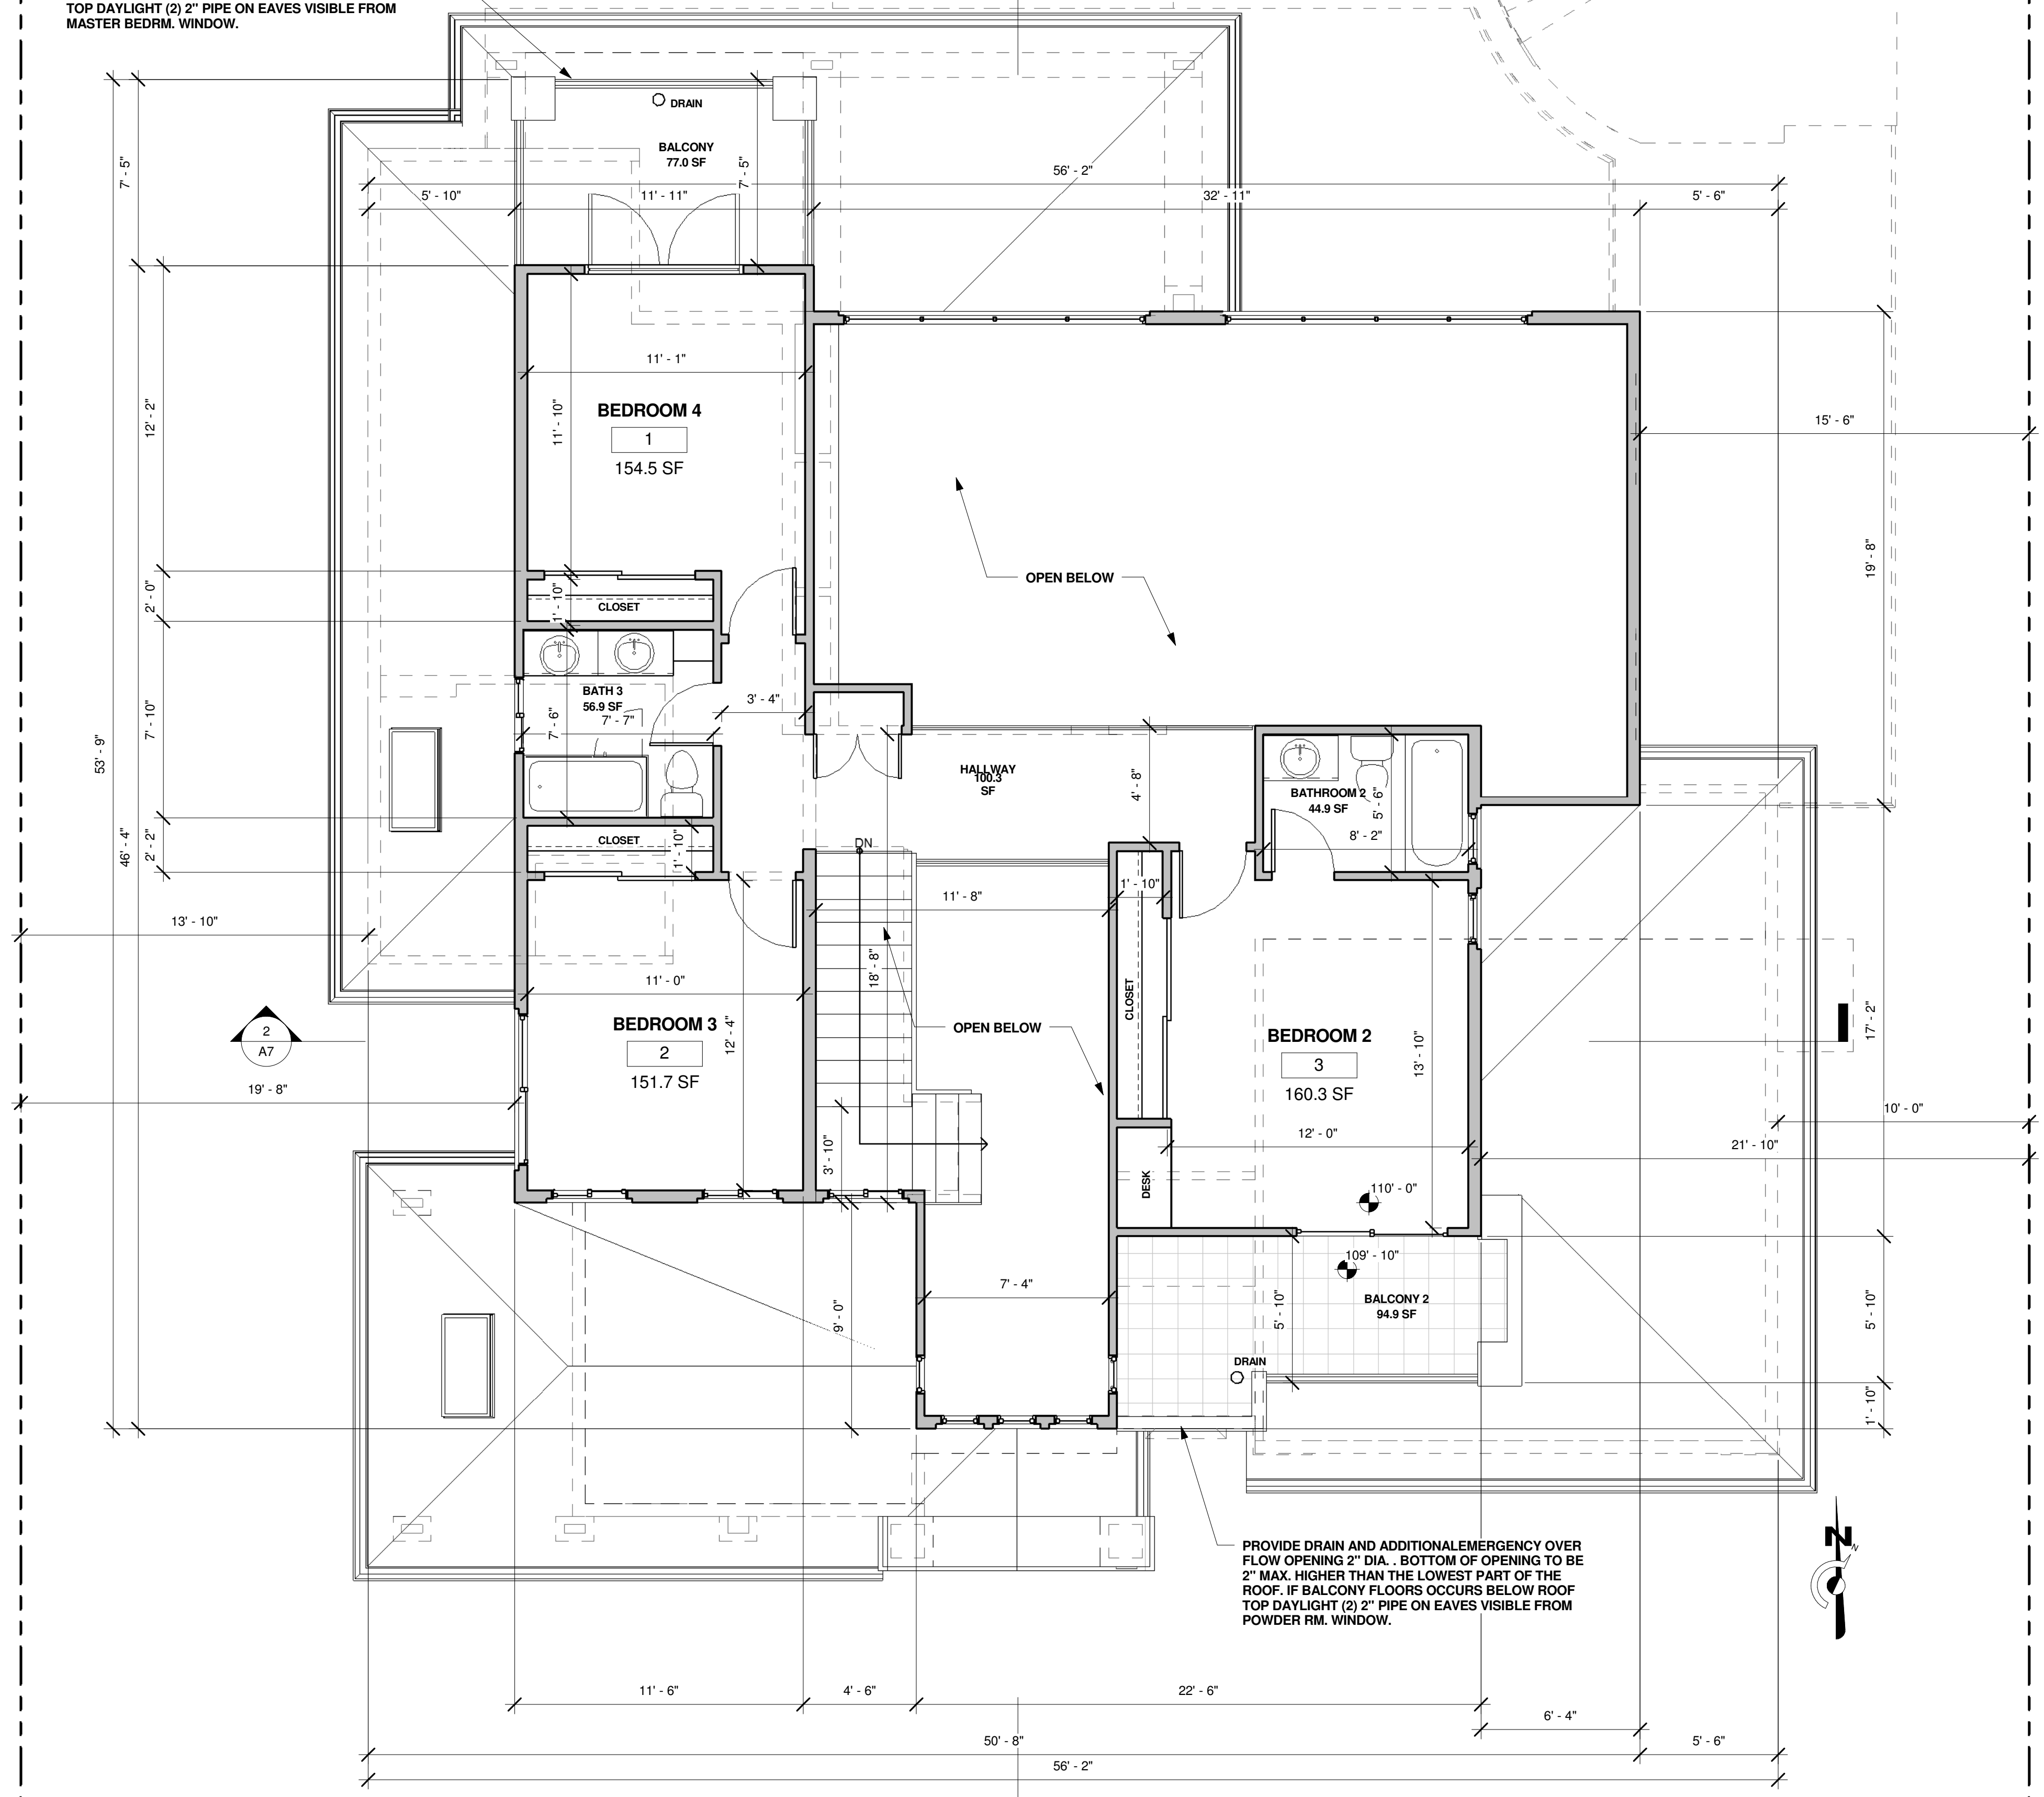 TOP DAYLIGHT (2) 2" PIPE ON EAVES VISIBLE FROM
MASTER BEDRM. WINDOW.
DRAIN
BALCONY
77.0 SF
7' - 5"
7' - 5"
56' - 2"
5' - 10"
11' - 11"
32' - 11"
5' - 6"
11' - 1"
BEDROOM 4
1
154.5 SF
11' - 10"
12' - 2"
15' - 6"
OPEN BELOW
19' - 8"
2' - 0"
1' - 10"
CLOSET
BATH 3
56.9 SF
7' - 7"
7' - 6"
3' - 4"
7' - 10"
53' - 9"
46' - 4"
HALLWAY
100.3
SF
4' - 8"
BATHROOM 2
44.9 SF
5' - 6"
8' - 2"
2' - 2"
CLOSET
1' - 10"
DN
11' - 8"
1' - 10"
13' - 10"
18' - 8"
11' - 0"
BEDROOM 3
2
151.7 SF
12' - 4"
OPEN BELOW
CLOSET
BEDROOM 2
3
160.3 SF
13' - 10"
17' - 2"
2
A7
19' - 8"
10' - 0"
12' - 0"
21' - 10"
3' - 10"
DESK
110' - 0"
109' - 10"
7' - 4"
9' - 0"
5' - 10"
BALCONY 2
94.9 SF
5' - 10"
DRAIN
1' - 10"
PROVIDE DRAIN AND ADDITIONALEMERGENCY OVER
FLOW OPENING 2" DIA. . BOTTOM OF OPENING TO BE
2" MAX. HIGHER THAN THE LOWEST PART OF THE
ROOF. IF BALCONY FLOORS OCCURS BELOW ROOF
TOP DAYLIGHT (2) 2" PIPE ON EAVES VISIBLE FROM
POWDER RM. WINDOW.
N
N
11' - 6"
4' - 6"
22' - 6"
6' - 4"
50' - 8"
5' - 6"
56' - 2"